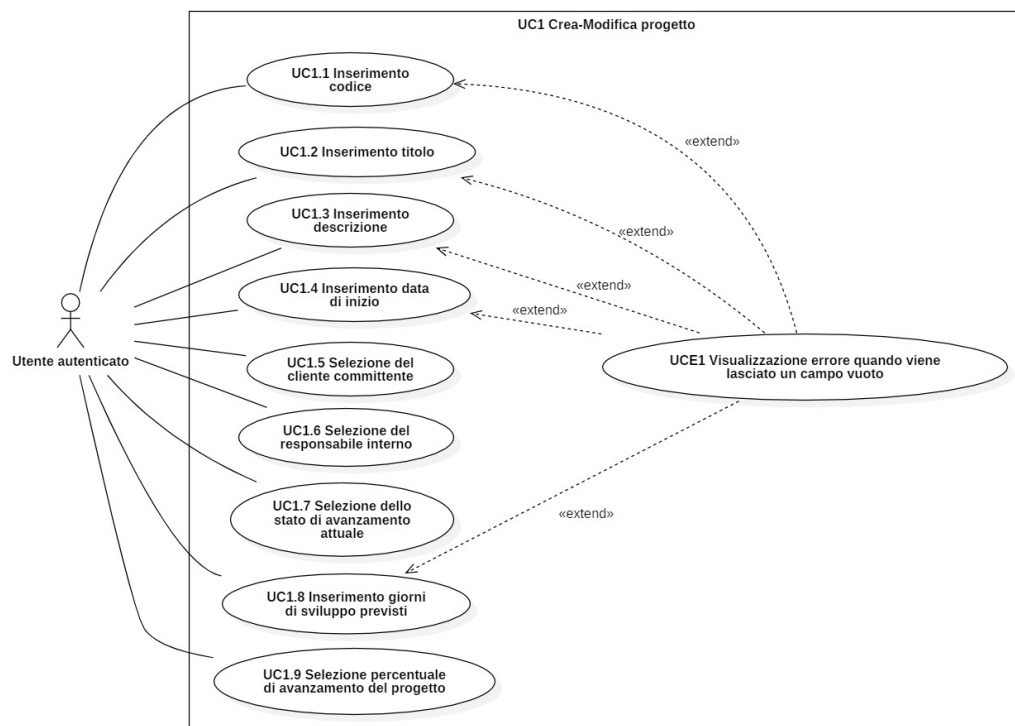 UC1 Crea-Modifica progetto
UC1.1 Inserimento
codice
«extend»
UC1.2 Inserimento titolo
UC1.3 Inserimento
descrizione
«extend»
«extend»
UC1.4 Inserimento data
di inizio
«extend»
Utente autenticato
UC1.5 Selezione del
cliente committente
UCE1 Visualizzazione errore quando viene
lasciato un campo vuoto
UC1.6 Selezione del
responsabile interno
UC1.7 Selezione dello
stato di avanzamento
attuale
«extend»
UC1.8 Inserimento giorni
di sviluppo previsti
UC1.9 Selezione percentuale
di avanzamento del progetto